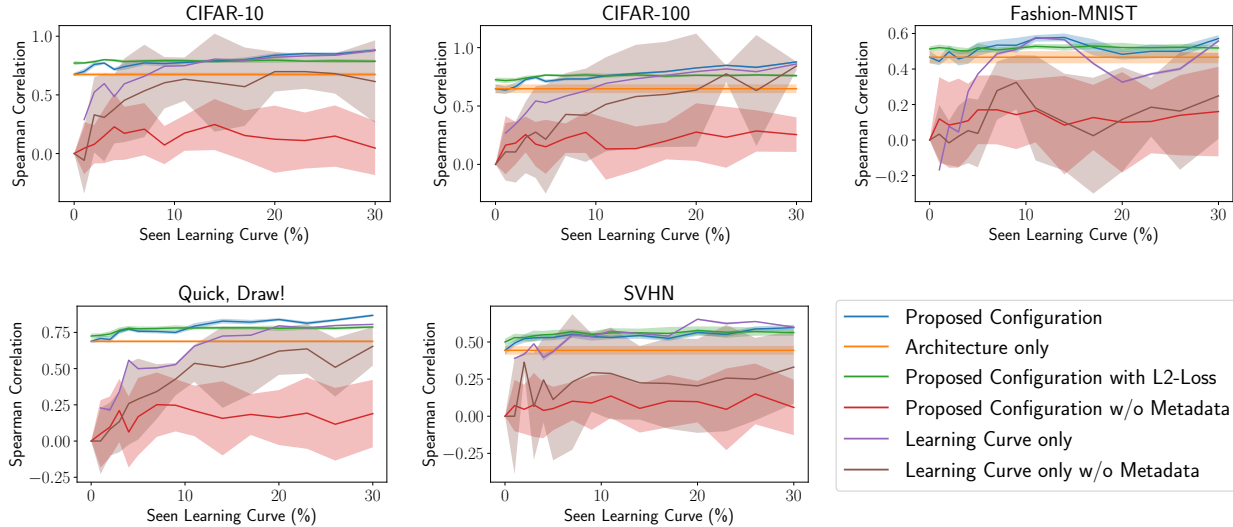 CIFAR-10
CIFAR-100
Fashion-MNIST
Spearman Correlation
1.0
0.5
0.0
0 10 20 30
Seen Learning Curve (%)
Spearman Correlation
1.0
0.5
0.0
0 10 20 30
Seen Learning Curve (%)
Spearman Correlation
0.6
0.4
0.2
0.0
−0.2
0 10 20 30
Seen Learning Curve (%)
Quick, Draw!
SVHN
Spearman Correlation
0.75
0.50
0.25
0.00
−0.25
0 10 20 30
Seen Learning Curve (%)
Spearman Correlation
0.50
0.25
0.00
−0.25
0 10 20 30
Seen Learning Curve (%)
Proposed Configuration
Architecture only
Proposed Configuration with L2-Loss
Proposed Configuration w/o Metadata
Learning Curve only
Learning Curve only w/o Metadata